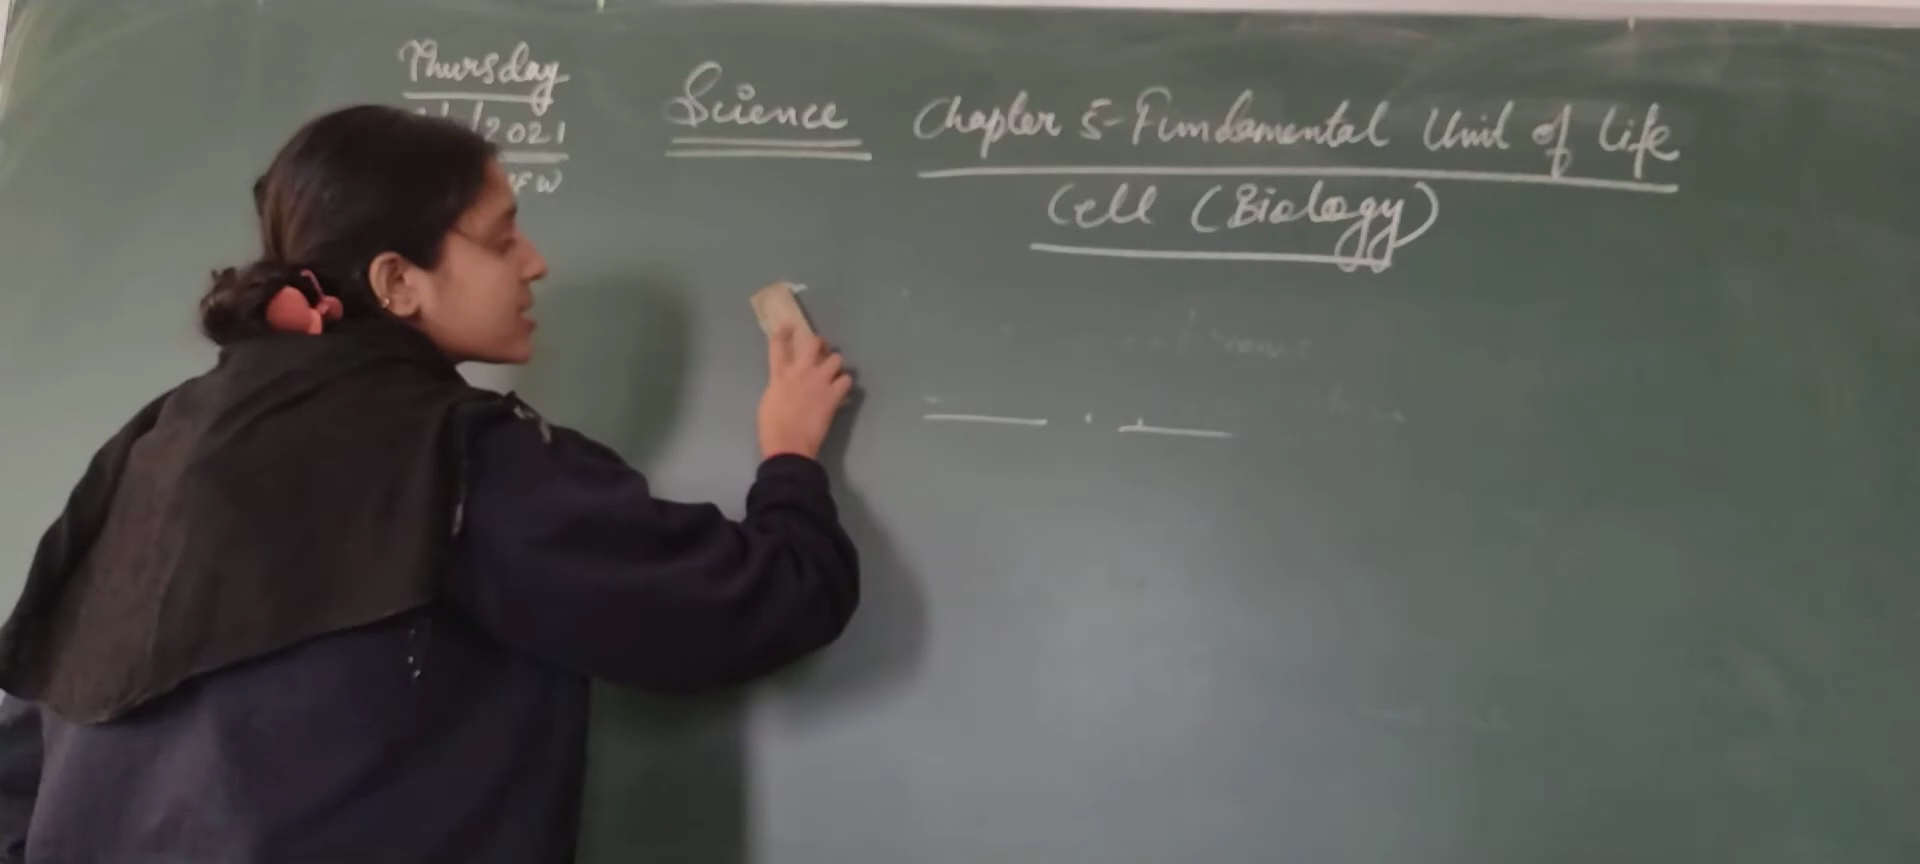 Thursday
/2021
Science
Chapter 5- Fundamental Unit of Life
Cell (Biology)